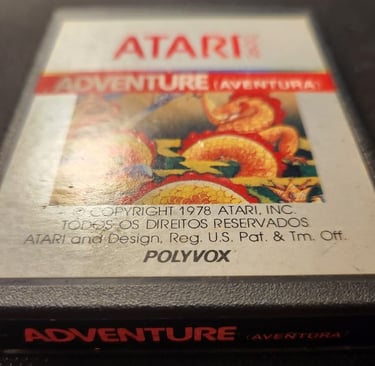 ATARI 2600
ADVENTURE (AVENTURA)
© COPYRIGHT 1978 ATARI, INC.
TODOS OS DIREITOS RESERVADOS
ATARI and Design, Reg. U.S. Pat. & Tm. Off.
POLYVOX
ADVENTURE (AVENTURA)